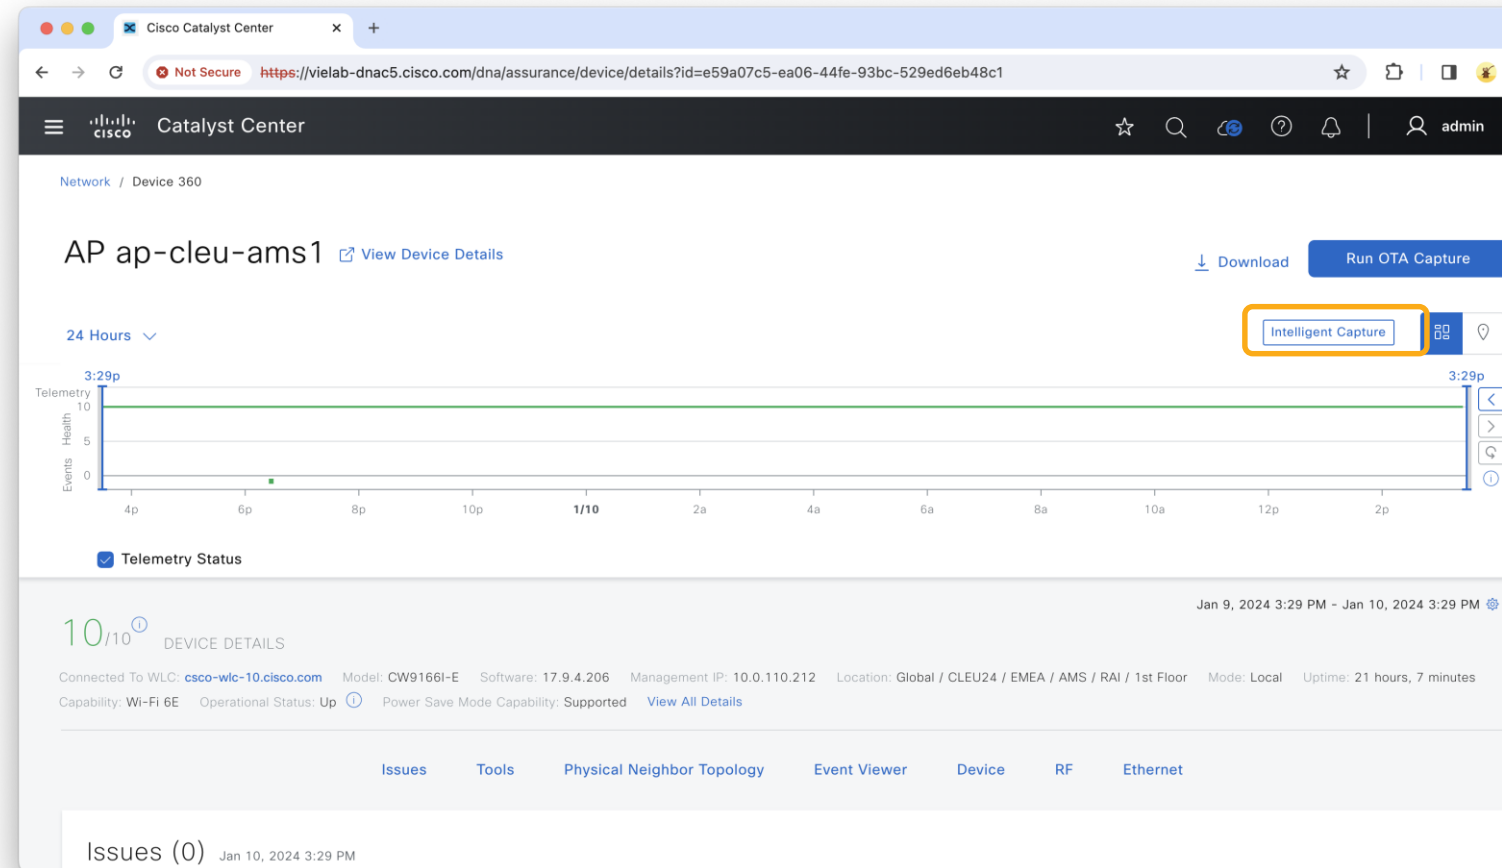 Cisco Catalyst Center
Not Secure https://vielab-dnac5.cisco.com/dna/assurance/device/details?id=e59a07c5-ea06-44fe-93bc-529ed6eb48c1
cisco Catalyst Center admin
Network / Device 360
AP ap-cleu-ams1 View Device Details Download Run OTA Capture
24 Hours Intelligent Capture
3:29p 3:29p
Telemetry
10
Health
5
Events
0
4p 6p 8p 10p 1/10 2a 4a 6a 8a 10a 12p 2p
Telemetry Status
Jan 9, 2024 3:29 PM - Jan 10, 2024 3:29 PM
10/10 DEVICE DETAILS
Connected To WLC: csco-wlc-10.cisco.com Model: CW9166I-E Software: 17.9.4.206 Management IP: 10.0.110.212 Location: Global / CLEU24 / EMEA / AMS / RAI / 1st Floor Mode: Local Uptime: 21 hours, 7 minutes
Capability: Wi-Fi 6E Operational Status: Up Power Save Mode Capability: Supported View All Details
Issues Tools Physical Neighbor Topology Event Viewer Device RF Ethernet
Issues (0) Jan 10, 2024 3:29 PM